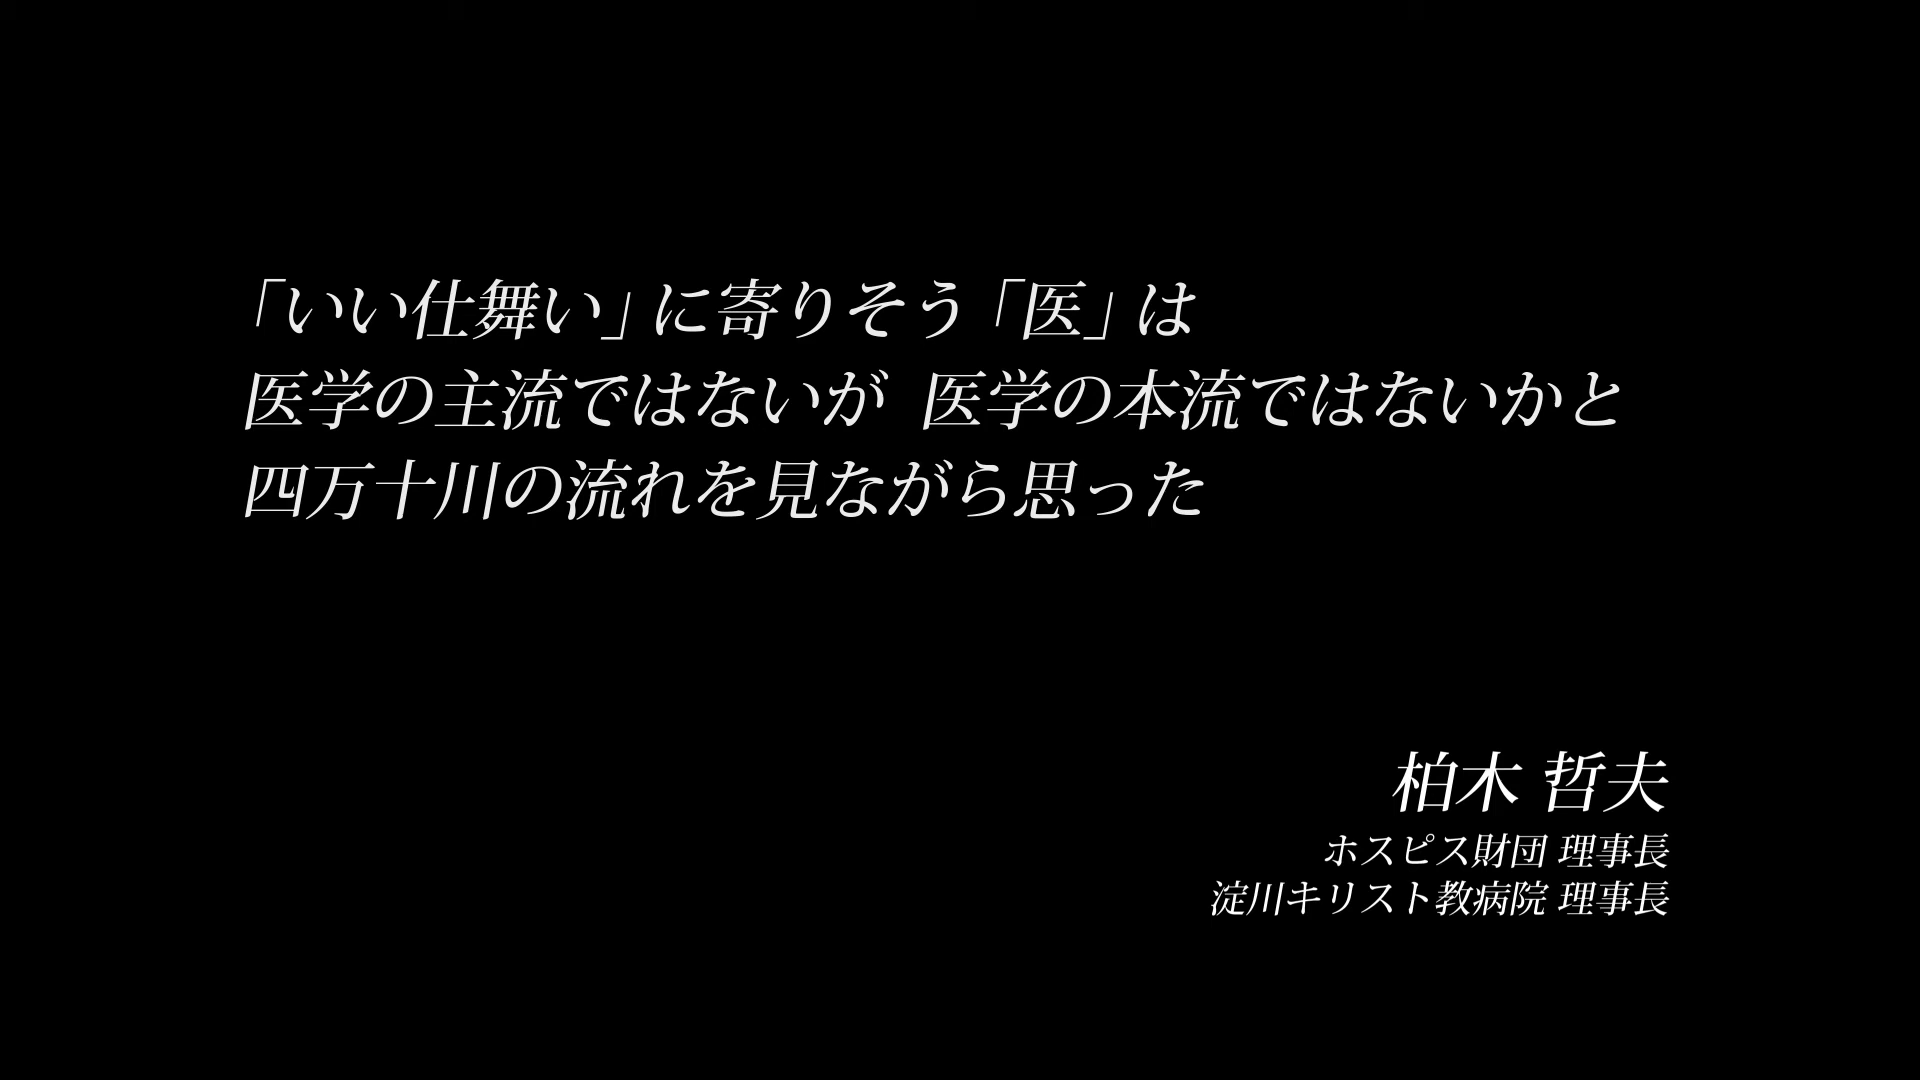 「いい仕舞い」に寄りそう「医」は
医学の主流ではないが 医学の本流ではないかと
四万十川の流れを見ながら思った
柏木 哲夫
ホスピス財団 理事長
淀川キリスト教病院 理事長